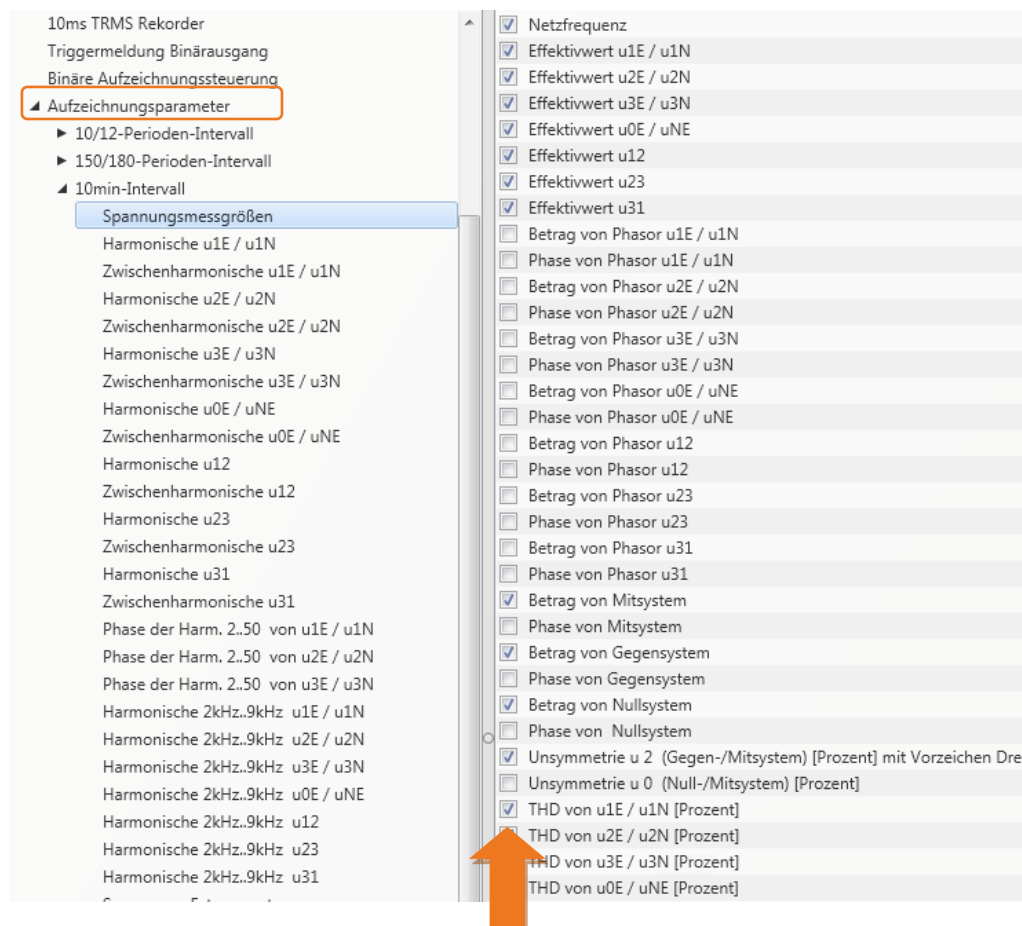 10ms TRMS Rekorder
Triggermeldung Binärausgang
Binäre Aufzeichnungssteuerung
Aufzeichnungsparameter
10/12-Perioden-Intervall
150/180-Perioden-Intervall
10min-Intervall
Spannungsmessgrößen
Harmonische u1E / u1N
Zwischenharmonische u1E / u1N
Harmonische u2E / u2N
Zwischenharmonische u2E / u2N
Harmonische u3E / u3N
Zwischenharmonische u3E / u3N
Harmonische u0E / uNE
Zwischenharmonische u0E / uNE
Harmonische u12
Zwischenharmonische u12
Harmonische u23
Zwischenharmonische u23
Harmonische u31
Zwischenharmonische u31
Phase der Harm. 2..50 von u1E / u1N
Phase der Harm. 2..50 von u2E / u2N
Phase der Harm. 2..50 von u3E / u3N
Harmonische 2kHz..9kHz u1E / u1N
Harmonische 2kHz..9kHz u2E / u2N
Harmonische 2kHz..9kHz u3E / u3N
Harmonische 2kHz..9kHz u0E / uNE
Harmonische 2kHz..9kHz u12
Harmonische 2kHz..9kHz u23
Harmonische 2kHz..9kHz u31
Netzfrequenz
Effektivwert u1E / u1N
Effektivwert u2E / u2N
Effektivwert u3E / u3N
Effektivwert u0E / uNE
Effektivwert u12
Effektivwert u23
Effektivwert u31
Betrag von Phasor u1E / u1N
Phase von Phasor u1E / u1N
Betrag von Phasor u2E / u2N
Phase von Phasor u2E / u2N
Betrag von Phasor u3E / u3N
Phase von Phasor u3E / u3N
Betrag von Phasor u0E / uNE
Phase von Phasor u0E / uNE
Betrag von Phasor u12
Phase von Phasor u12
Betrag von Phasor u23
Phase von Phasor u23
Betrag von Phasor u31
Phase von Phasor u31
Betrag von Mitsystem
Phase von Mitsystem
Betrag von Gegensystem
Phase von Gegensystem
Betrag von Nullsystem
Phase von Nullsystem
Unsymmetrie u 2 (Gegen-/Mitsystem) [Prozent] mit Vorzeichen Dre
Unsymmetrie u 0 (Null-/Mitsystem) [Prozent]
THD von u1E / u1N [Prozent]
THD von u2E / u2N [Prozent]
THD von u3E / u3N [Prozent]
THD von u0E / uNE [Prozent]